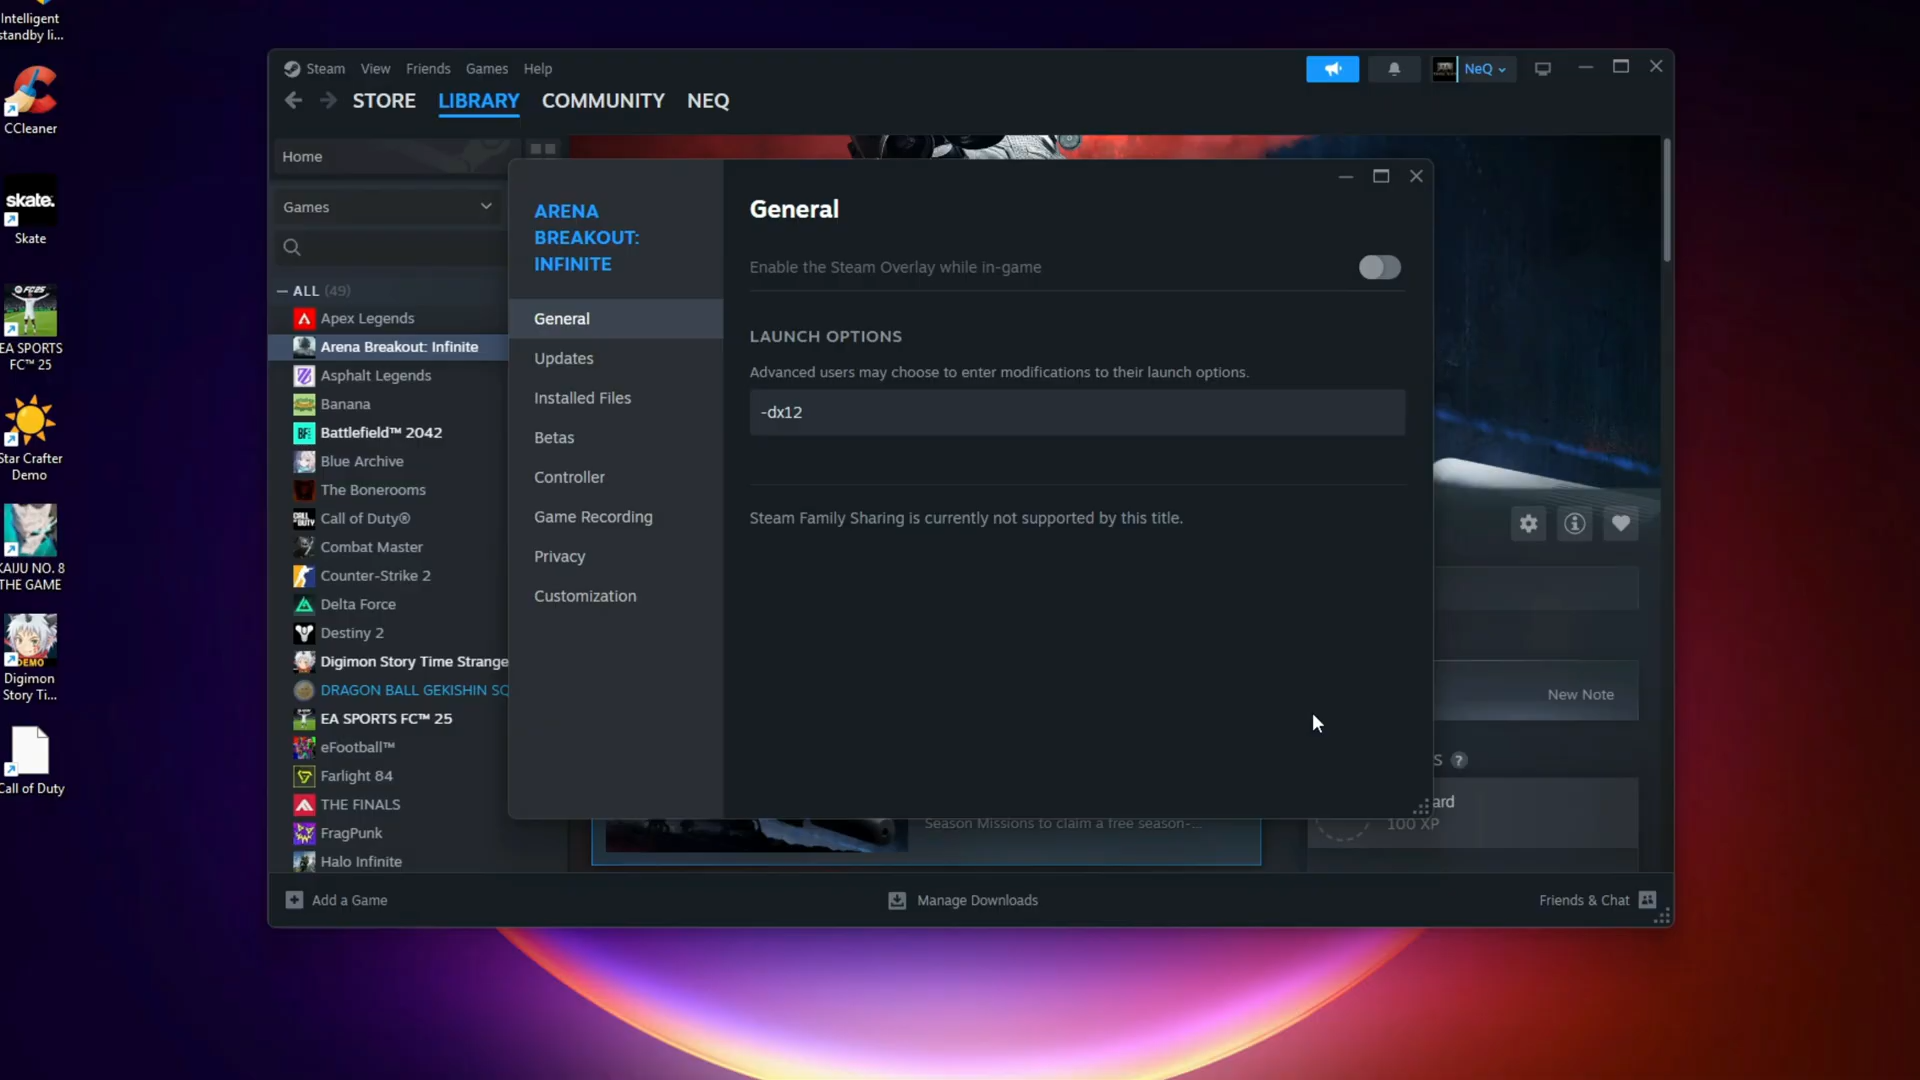 Intelligent
standby li...
CCleaner
skate.
Skate
FC25
EA SPORTS
FC™ 25
Star Crafter
Demo
KAIJU NO. 8
THE GAME
DEMO
Digimon
Story Ti...
Call of Duty
Steam View Friends Games Help
NeQ
STORE LIBRARY COMMUNITY NEQ
Home
Games
ALL (49)
Apex Legends
Arena Breakout: Infinite
Asphalt Legends
Banana
Battlefield™ 2042
Blue Archive
The Bonerooms
Call of Duty®
Combat Master
Counter-Strike 2
Delta Force
Destiny 2
Digimon Story Time Strange
DRAGON BALL GEKISHIN SQ
EA SPORTS FC™ 25
eFootball™
Farlight 84
THE FINALS
FragPunk
Halo Infinite
ARENA
BREAKOUT:
INFINITE
General
Updates
Installed Files
Betas
Controller
Game Recording
Privacy
Customization
General
Enable the Steam Overlay while in-game
LAUNCH OPTIONS
Advanced users may choose to enter modifications to their launch options.
-dx12
Steam Family Sharing is currently not supported by this title.
New Note
S ?
ard
100 XP
Season Missions to claim a free season-...
Add a Game
Manage Downloads
Friends & Chat